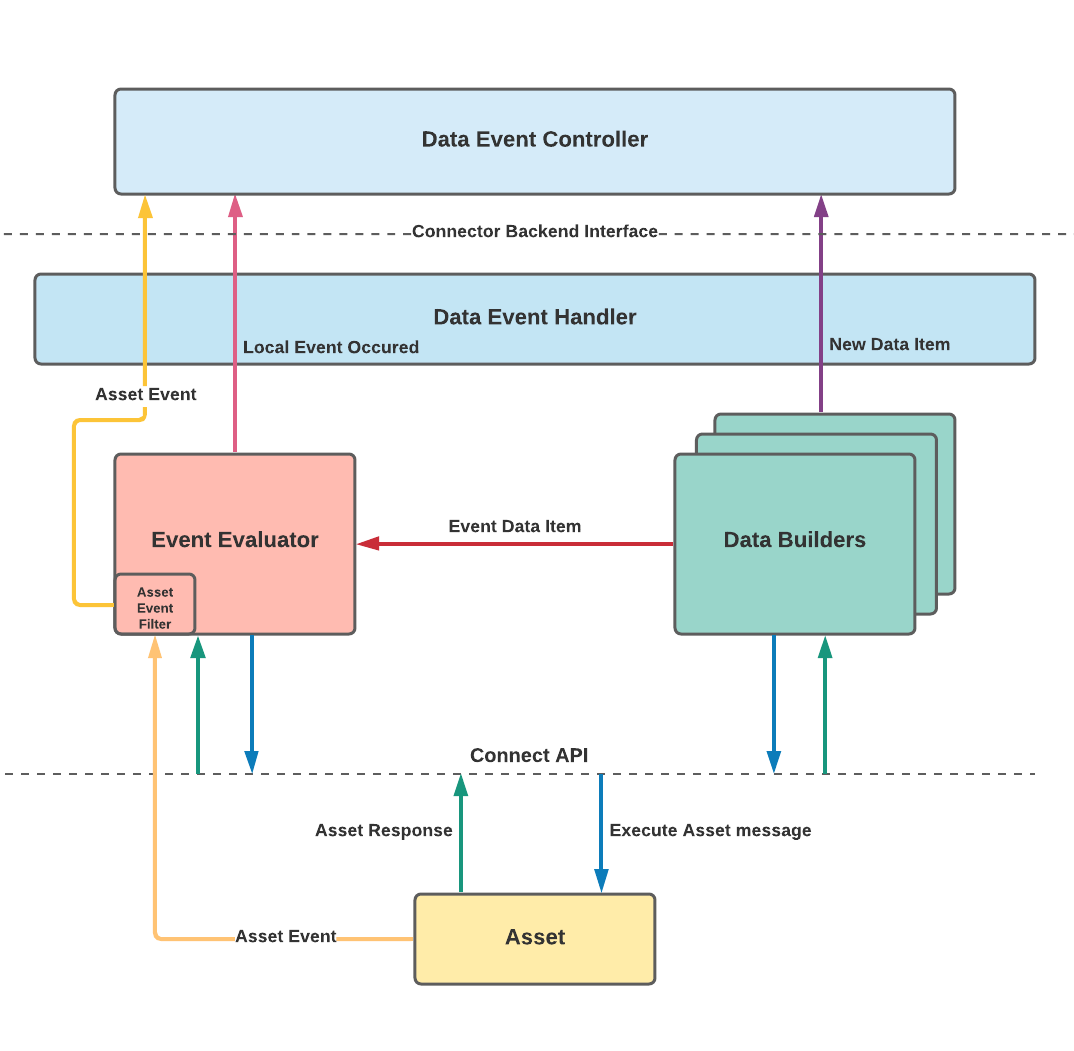 Data Event Controller
Connector Backend Interface
Data Event Handler
Local Event Occured
New Data Item
Asset Event
Event Data Item
Event Evaluator
Data Builders
Asset
Event
Filter
Connect API
Asset Response
Execute Asset message
Asset Event
Asset